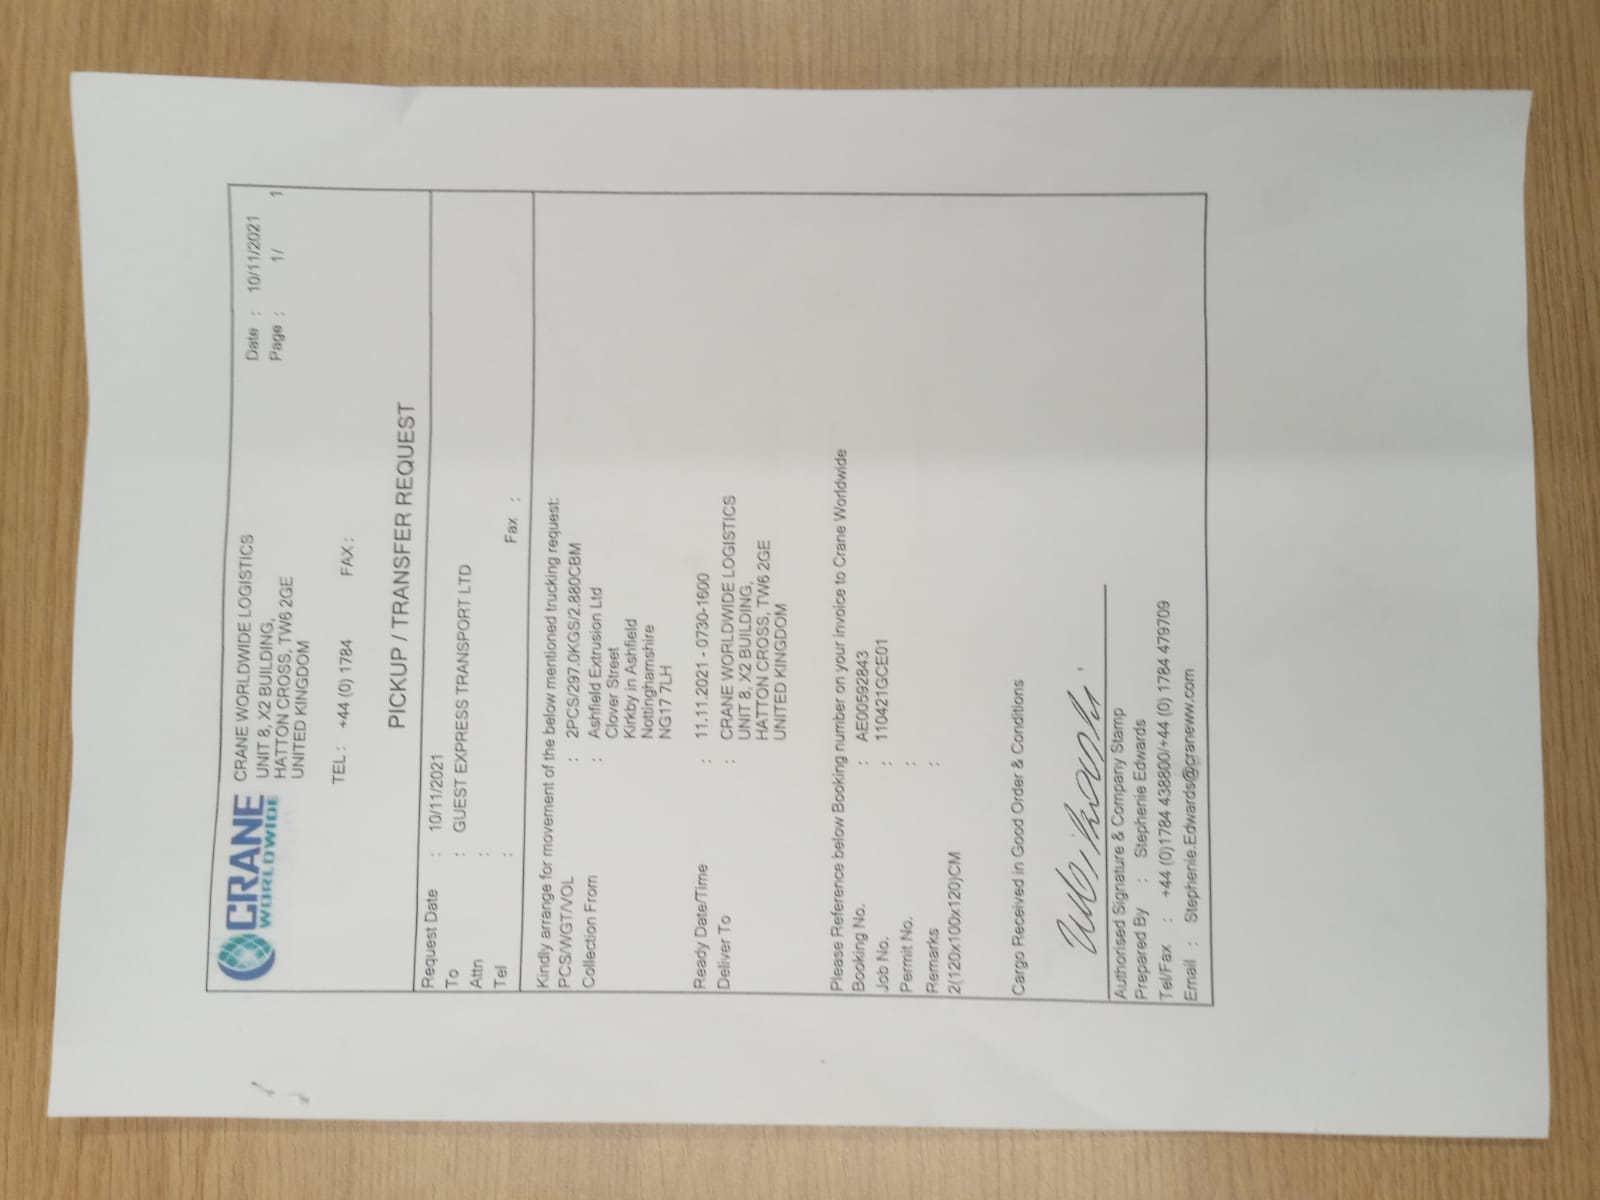 CRANE
WORLDWIDE
CRANE WORLDWIDE LOGISTICS
UNIT 8, X2 BUILDING,
HATTON CROSS, TW6 2GE
UNITED KINGDOM
Date : 10/11/2021
Page : 1/ 1
TEL : +44 (0) 1784 FAX :
PICKUP / TRANSFER REQUEST
Request Date : 10/11/2021
To : GUEST EXPRESS TRANSPORT LTD
Attn :
Tel : Fax :
Kindly arrange for movement of the below mentioned trucking request:
PCS/WGT/VOL : 2PCS/297.0KGS/2.880CBM
Collection From : Ashfield Extrusion Ltd
Clover Street
Kirkby in Ashfield
Nottinghamshire
NG17 7LH
Ready Date/Time : 11.11.2021 - 0730-1600
Deliver To : CRANE WORLDWIDE LOGISTICS
UNIT 8, X2 BUILDING,
HATTON CROSS, TW6 2GE
UNITED KINGDOM
Please Reference below Booking number on your invoice to Crane Worldwide
Booking No. : AE00592843
Job No. : 110421GCE01
Permit No. :
Remarks :
2(120x100x120)CM
Cargo Received in Good Order & Conditions
Authorised Signature & Company Stamp
Prepared By : Stephenie Edwards
Tel/Fax : +44 (0)1784 438800/+44 (0) 1784 479709
Email : Stephenie.Edwards@craneww.com